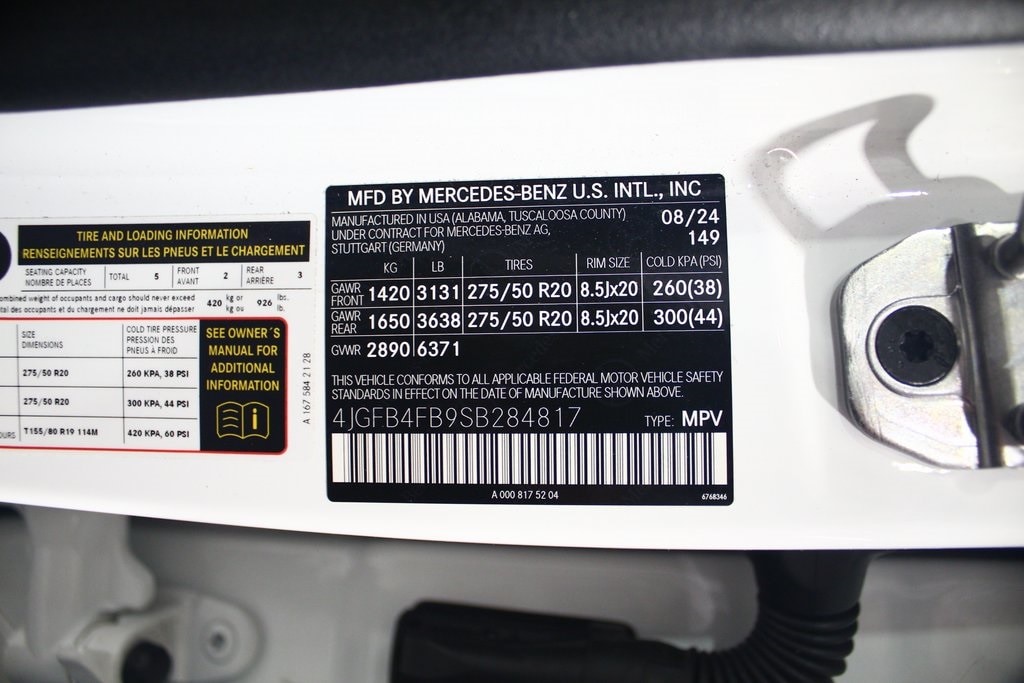 TIRE AND LOADING INFORMATION
RENSEIGNEMENTS SUR LES PNEUS ET LE CHARGEMENT
SEATING CAPACITY
NOMBRE DE PLACES
TOTAL 5
FRONT
AVANT
2
REAR
ARRIÈRE
3
combined weight of occupants and cargo should never exceed
total des occupants et du chargement ne doit jamais dépasser
420 kg or
kg ou
926 lbs.
lb.
SIZE
DIMENSIONS
COLD TIRE PRESSURE
PRESSION DES
PNEUS À FROID
275/50 R20 260 KPA, 38 PSI
275/50 R20 300 KPA, 44 PSI
T155/80 R19 114M 420 KPA, 60 PSI
SEE OWNER´S
MANUAL FOR
ADDITIONAL
INFORMATION
i
A 167 584 21 28
MFD BY MERCEDES-BENZ U.S. INTL., INC
MANUFACTURED IN USA (ALABAMA, TUSCALOOSA COUNTY) 08/24
UNDER CONTRACT FOR MERCEDES-BENZ AG, 149
STUTTGART (GERMANY)
KG LB TIRES RIM SIZE COLD KPA (PSI)
GAWR
FRONT 1420 3131 275/50 R20 8.5Jx20 260(38)
GAWR
REAR 1650 3638 275/50 R20 8.5Jx20 300(44)
GVWR 2890 6371
THIS VEHICLE CONFORMS TO ALL APPLICABLE FEDERAL MOTOR VEHICLE SAFETY
STANDARDS IN EFFECT ON THE DATE OF MANUFACTURE SHOWN ABOVE.
4JGFB4FB9SB284817 TYPE: MPV
A 000 817 52 04 6768346